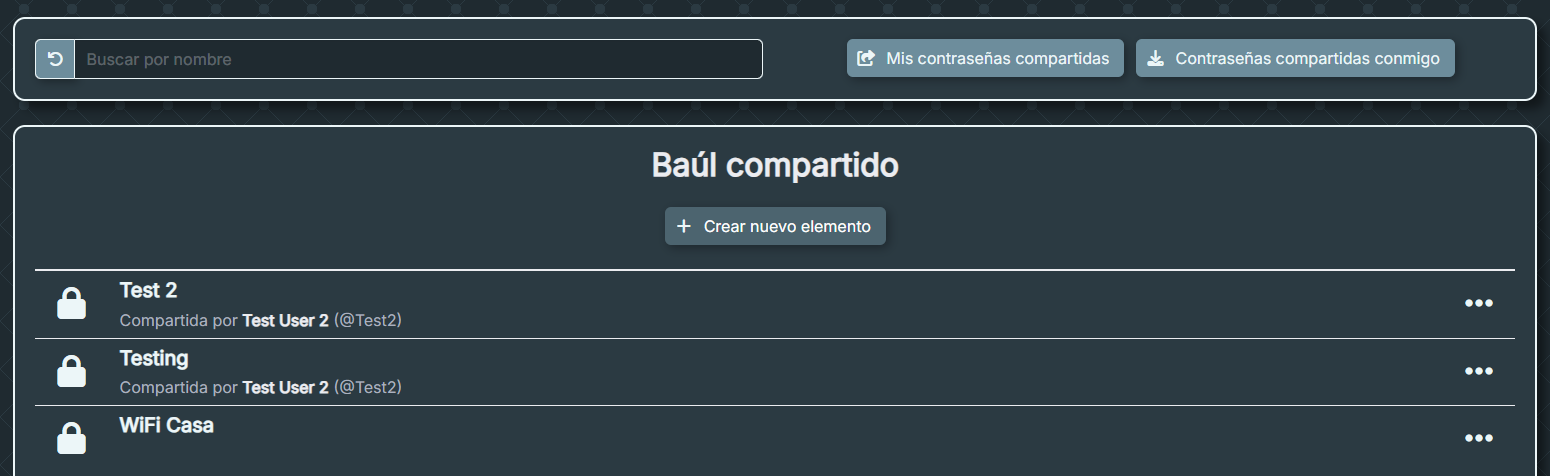 Buscar por nombre
Mis contraseñas compartidas
Contraseñas compartidas conmigo
Baúl compartido
Crear nuevo elemento
Test 2
Compartida por Test User 2 (@Test2)
Testing
Compartida por Test User 2 (@Test2)
WiFi Casa